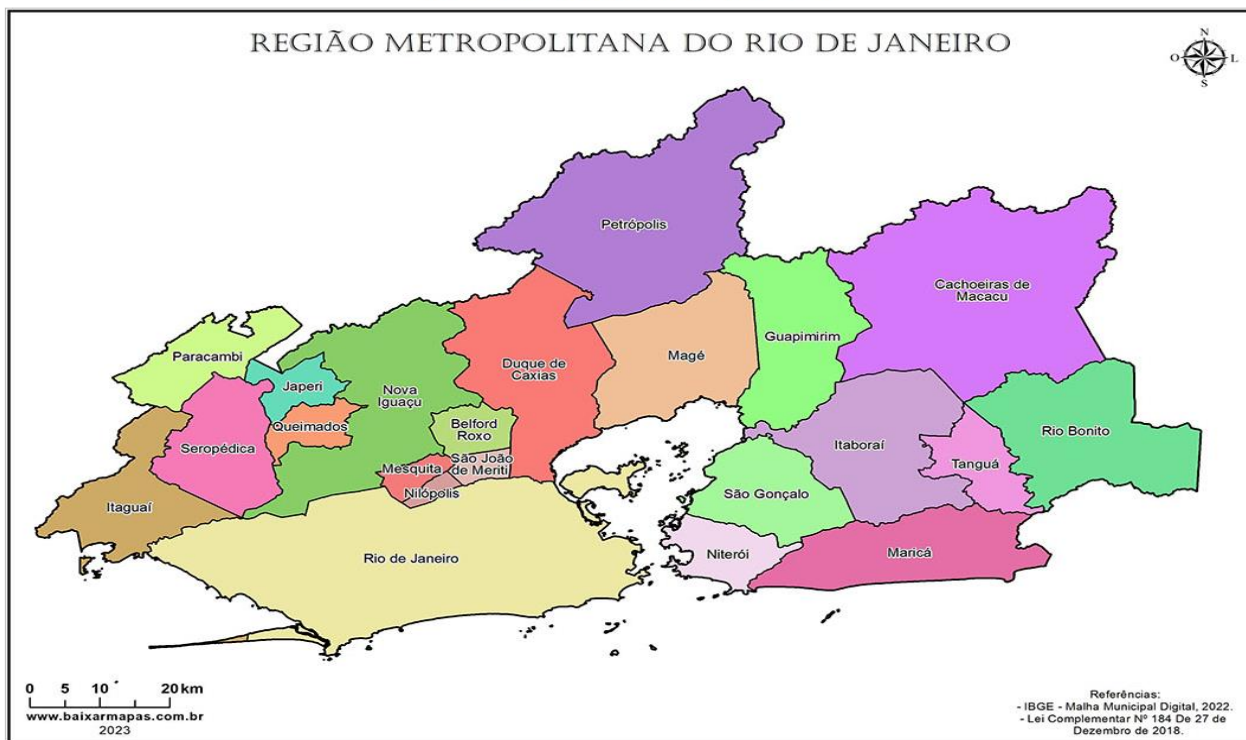 REGIÃO METROPOLITANA DO RIO DE JANEIRO
N
O L
S
Petrópolis
Cachoeiras de
Macacu
Guapimirim
Paracambi
Magé
Duque de
Caxias
Japeri
Nova
Iguaçu
Queimados
Belford
Roxo
Rio Bonito
Itaboraí
Seropédica
São João
de Meriti
Mesquita
Tanguá
Nilópolis
São Gonçalo
Itaguaí
Niterói
Maricá
Rio de Janeiro
0 5 10 20 km
www.baixarmapas.com.br
2023
Referências:
- IBGE - Malha Municipal Digital, 2022.
- Lei Complementar Nº 184 De 27 de
Dezembro de 2018.